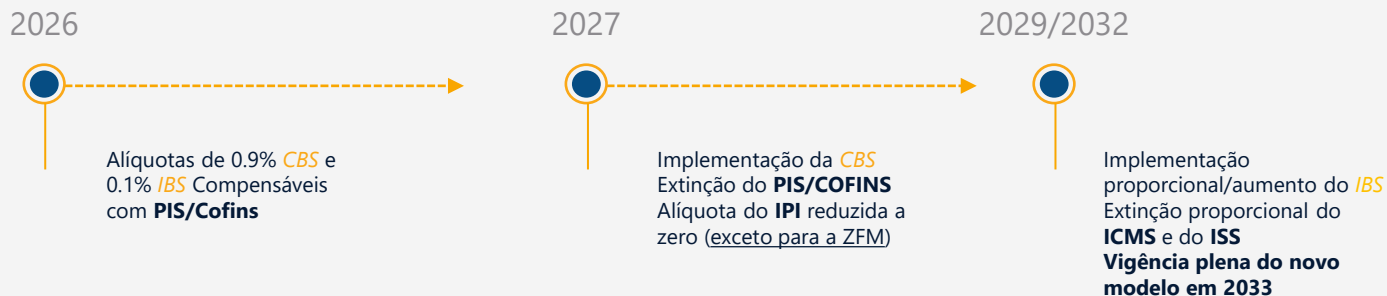 2026
Alíquotas de 0.9% CBS e
0.1% IBS Compensáveis
com PIS/Cofins
2027
Implementação da CBS
Extinção do PIS/COFINS
Alíquota do IPI reduzida a
zero (exceto para a ZFM)
2029/2032
Implementação
proporcional/aumento do IBS
Extinção proporcional do
ICMS e do ISS
Vigência plena do novo
modelo em 2033